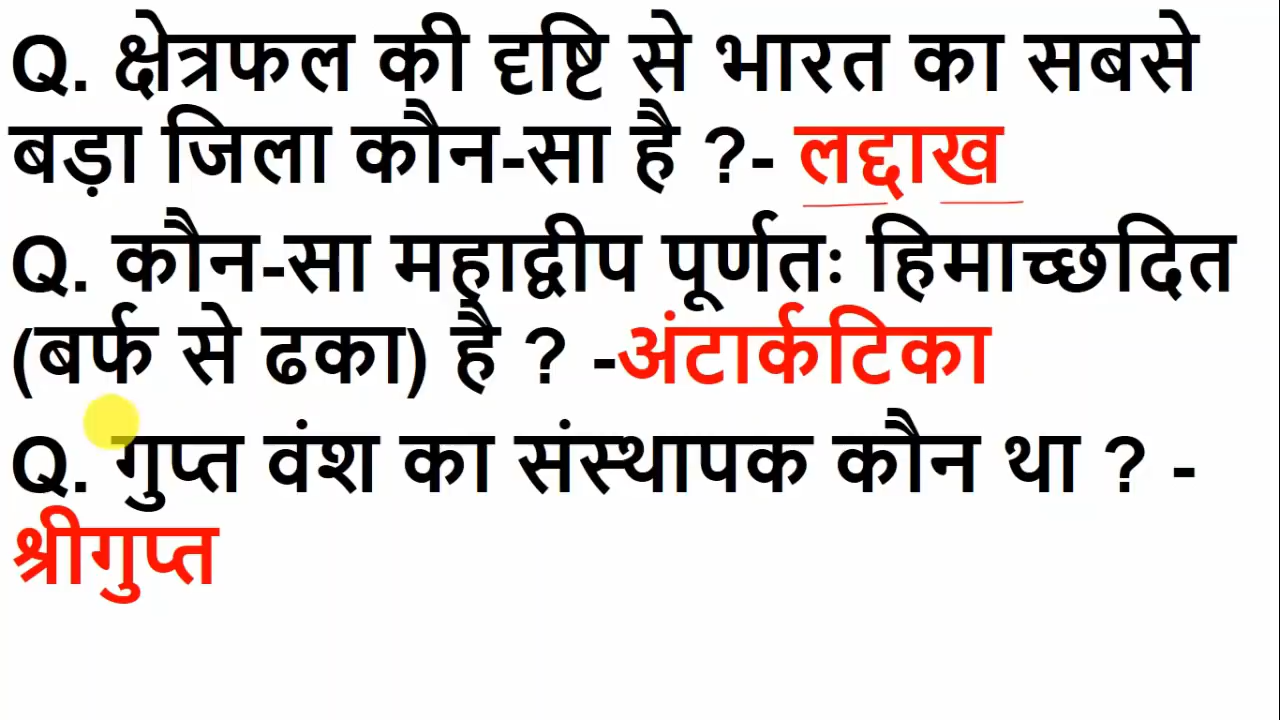 Q. क्षेत्रफल की दृष्टि से भारत का सबसे
बड़ा जिला कौन-सा है ?- लद्दाख
Q. कौन-सा महाद्वीप पूर्णतः हिमाच्छदित
(बर्फ से ढका) है ? -अंटार्कटिका
Q. गुप्त वंश का संस्थापक कौन था ? -
श्रीगुप्त